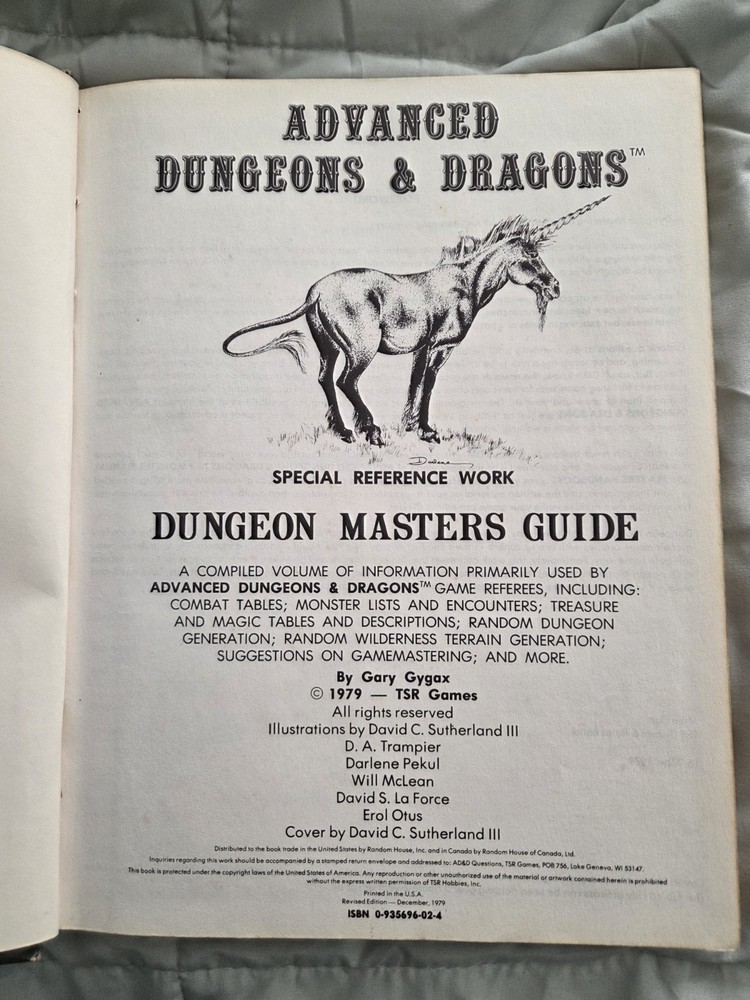 ADVANCED
DUNGEONS & DRAGONS™
Darlene
SPECIAL REFERENCE WORK
DUNGEON MASTERS GUIDE
A COMPILED VOLUME OF INFORMATION PRIMARILY USED BY
ADVANCED DUNGEONS & DRAGONS™ GAME REFEREES, INCLUDING:
COMBAT TABLES; MONSTER LISTS AND ENCOUNTERS; TREASURE
AND MAGIC TABLES AND DESCRIPTIONS; RANDOM DUNGEON
GENERATION; RANDOM WILDERNESS TERRAIN GENERATION;
SUGGESTIONS ON GAMEMASTERING; AND MORE.
By Gary Gygax
© 1979 — TSR Games
All rights reserved
Illustrations by David C. Sutherland III
D. A. Trampier
Darlene Pekul
Will McLean
David S. La Force
Erol Otus
Cover by David C. Sutherland III
Distributed to the book trade in the United States by Random House, Inc. and in Canada by Random House of Canada, Ltd.
Inquiries regarding this work should be accompanied by a stamped return envelope and addressed to: AD&D Questions, TSR Games, POB 756, Lake Geneva, WI 53147.
This book is protected under the copyright laws of the United States of America. Any reproduction or other unauthorized use of the material or artwork contained herein is prohibited
without the express written permission of TSR Hobbies, Inc.
Printed in the U.S.A.
Revised Edition — December, 1979
ISBN 0-935696-02-4